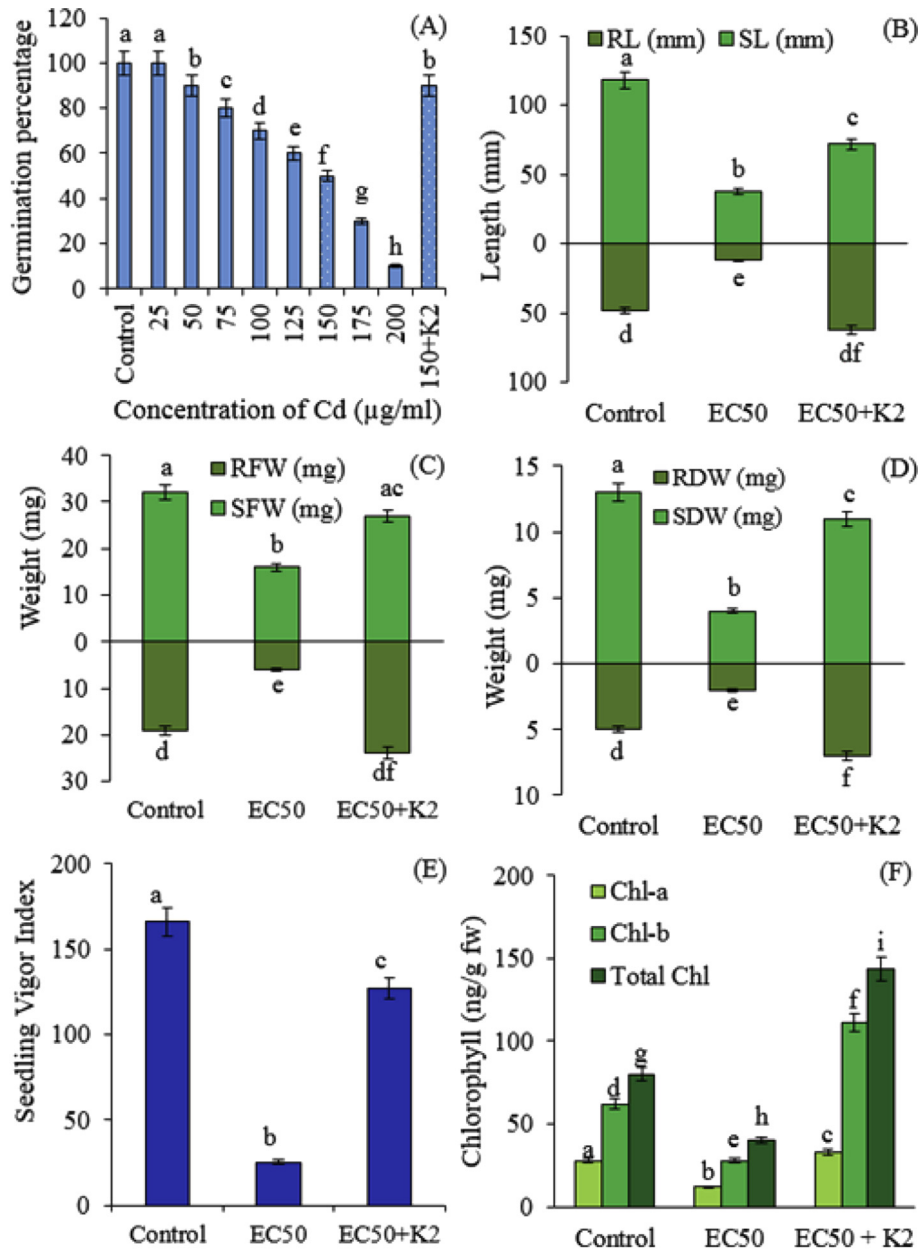 (A)
Germination percentage
120
100
80
60
40
20
0
a a b c d e f g h b
Control 25 50 75 100 125 150 175 200 150+K2
Concentration of Cd (µg/ml)
(B)
RL (mm) SL (mm)
Length (mm)
150
100
50
0
50
100
a b c
d e df
Control EC50 EC50+K2
(C)
RFW (mg)
SFW (mg)
Weight (mg)
40
30
20
10
0
10
20
30
a b ac
d e df
Control EC50 EC50+K2
(D)
RDW (mg)
SDW (mg)
Weight (mg)
15
10
5
0
5
10
a b c
d e f
Control EC50 EC50+K2
(E)
Seedling Vigor Index
200
150
100
50
0
a b c
Control EC50 EC50+K2
(F)
Chl-a
Chl-b
Total Chl
Chlorophyll (ng/g fw)
200
150
100
50
0
a d g b e h c f i
Control EC50 EC50 + K2